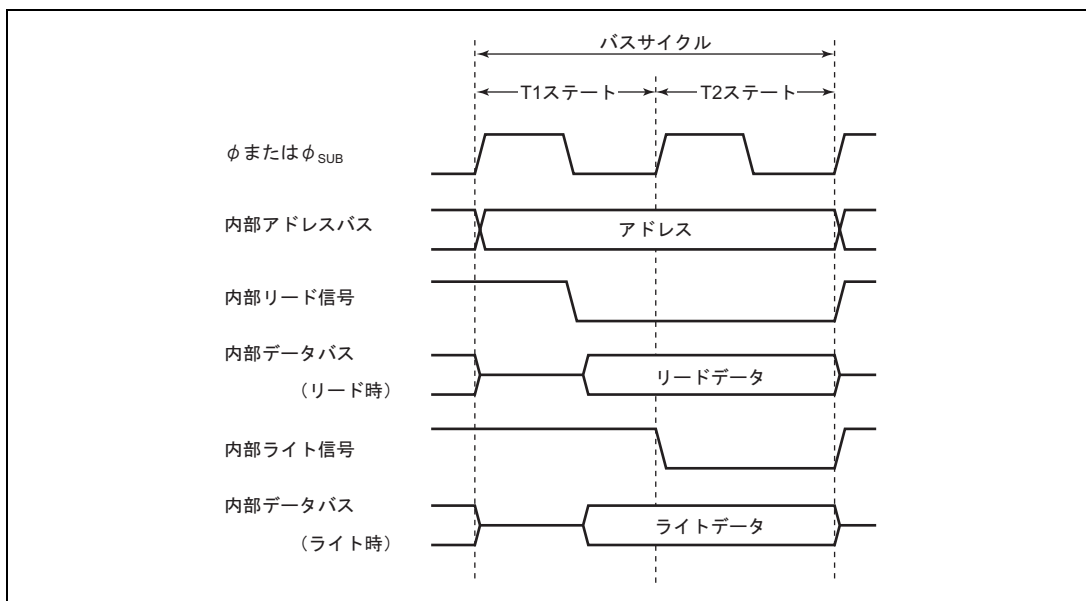 バスサイクル
T1ステート
T2ステート
φまたはφSUB
内部アドレスバス
アドレス
内部リード信号
内部データバス
（リード時）
リードデータ
内部ライト信号
内部データバス
（ライト時）
ライトデータ